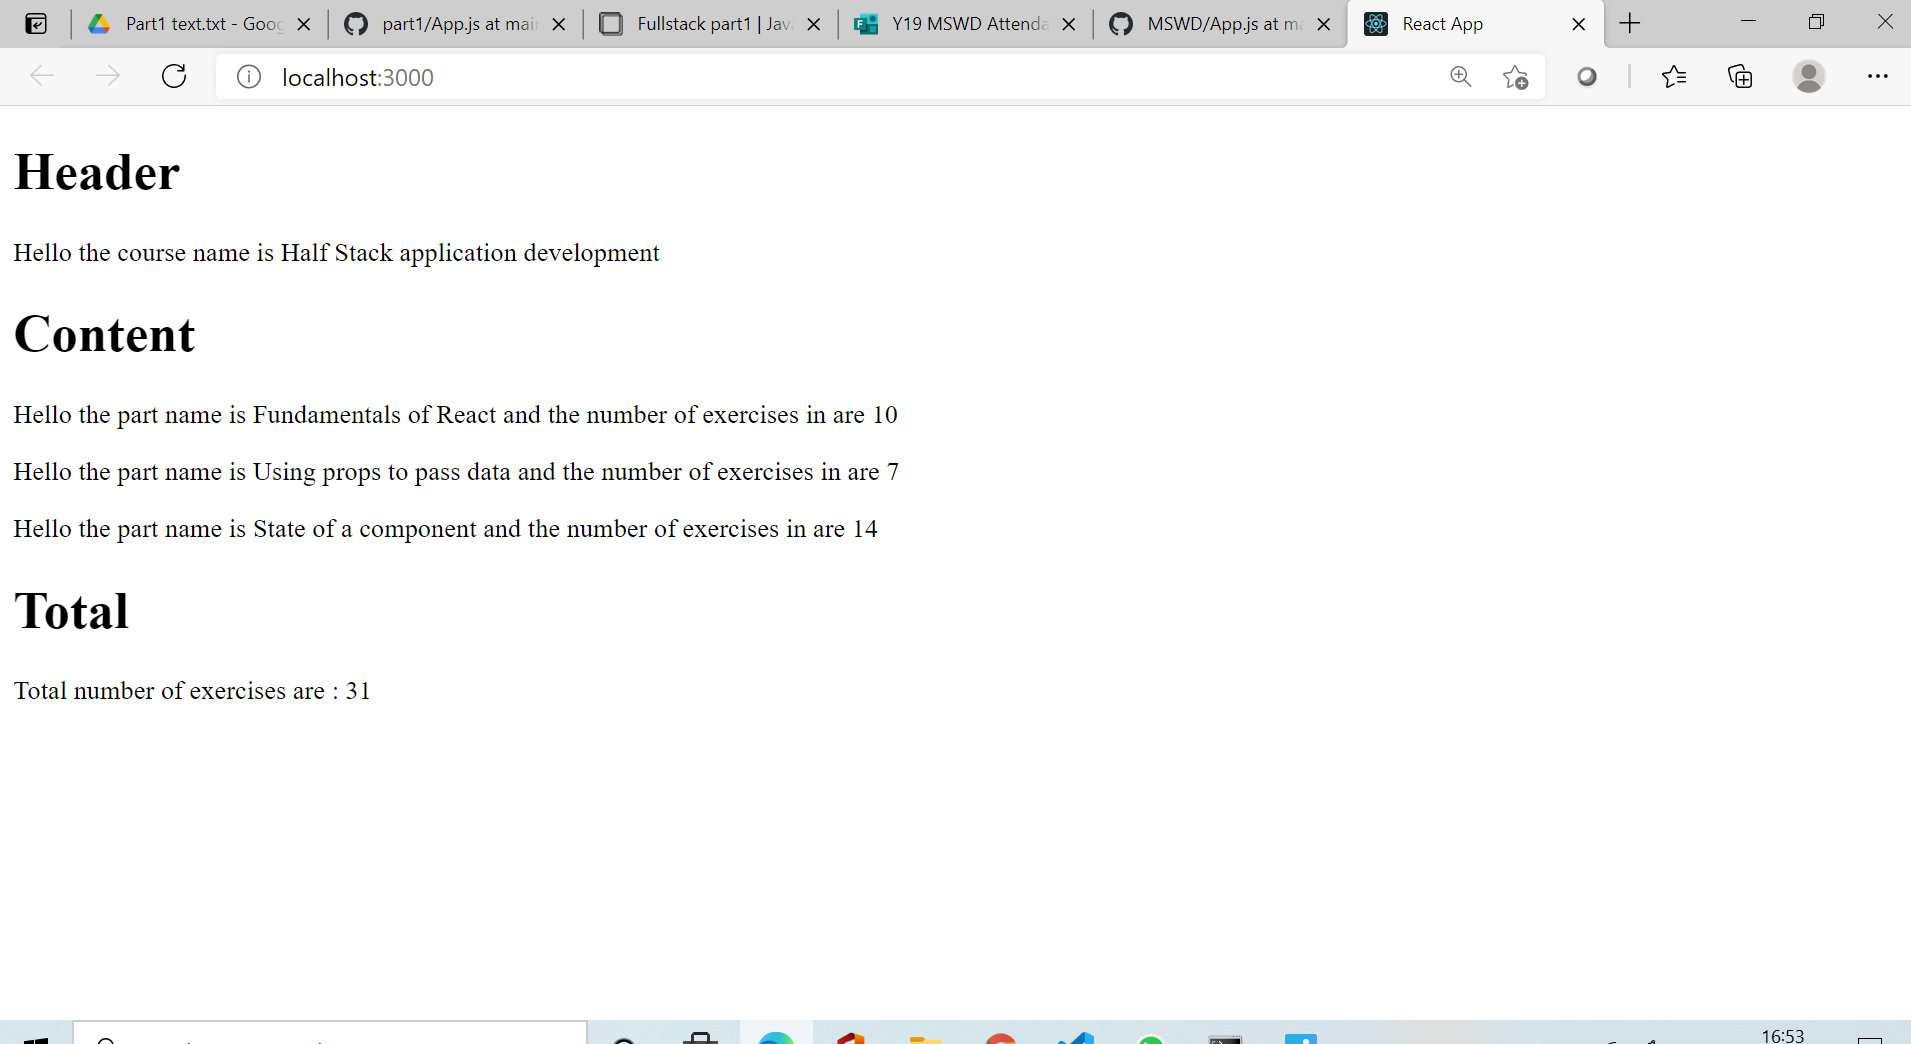 Part1 text.txt - Goog
part1/App.js at main
Fullstack part1 | Java
Y19 MSWD Attenda
MSWD/App.js at ma
React App
localhost:3000
Header
Hello the course name is Half Stack application development
Content
Hello the part name is Fundamentals of React and the number of exercises in are 10
Hello the part name is Using props to pass data and the number of exercises in are 7
Hello the part name is State of a component and the number of exercises in are 14
Total
Total number of exercises are : 31
16:53